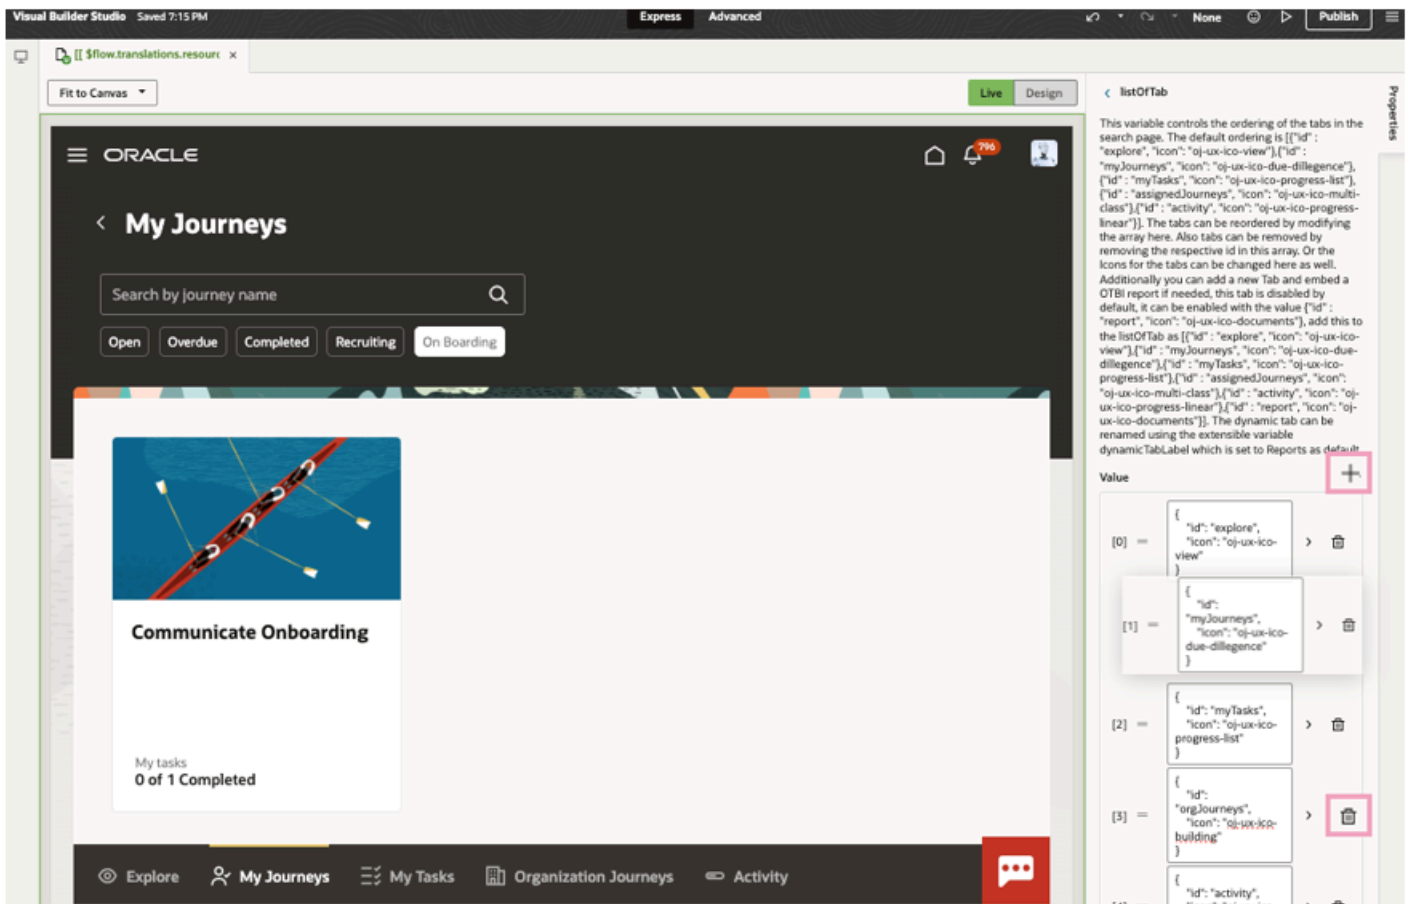 Visual Builder Studio Saved 7:15 PM Express Advanced None Publish
[[ $flow.translations.resourc ×
Fit to Canvas Live Design
Properties
listOfTab
This variable controls the ordering of the tabs in the
search page. The default ordering is [{"id" :
"explore", "icon": "oj-ux-ico-view"},{"id" :
"myJourneys", "icon": "oj-ux-ico-due-dillegence"},
{"id" : "myTasks", "icon": "oj-ux-ico-progress-list"},
{"id" : "assignedJourneys", "icon": "oj-ux-ico-multi-
class"},{"id" : "activity", "icon": "oj-ux-ico-progress-
linear"}]. The tabs can be reordered by modifying
the array here. Also tabs can be removed by
removing the respective id in this array. Or the
Icons for the tabs can be changed here as well.
Additionally you can add a new Tab and embed a
OTBI report if needed, this tab is disabled by
default, it can be enabled with the value {"id" :
"report", "icon": "oj-ux-ico-documents"}, add this to
the listOfTab as [{"id" : "explore", "icon": "oj-ux-ico-
view"},{"id" : "myJourneys", "icon": "oj-ux-ico-due-
dillegence"},{"id" : "myTasks", "icon": "oj-ux-ico-
progress-list"},{"id" : "assignedJourneys", "icon":
"oj-ux-ico-multi-class"},{"id" : "activity", "icon": "oj-
ux-ico-progress-linear"},{"id" : "report", "icon": "oj-
ux-ico-documents"}]. The dynamic tab can be
renamed using the extensible variable
dynamicTabLabel which is set to Reports as default
Value
[0] =
{
"id": "explore",
"icon": "oj-ux-ico-
view"
}
[1] =
{
"id":
"myJourneys",
"icon": "oj-ux-ico-
due-dillegence"
}
[2] =
{
"id": "myTasks",
"icon": "oj-ux-ico-
progress-list"
}
[3] =
{
"id":
"orgJourneys",
"icon": "oj-ux-ico-
building"
}
{
"id": "activity",
ORACLE
796
My Journeys
Search by journey name
Open Overdue Completed Recruiting On Boarding
Communicate Onboarding
My tasks
0 of 1 Completed
Explore My Journeys My Tasks Organization Journeys Activity